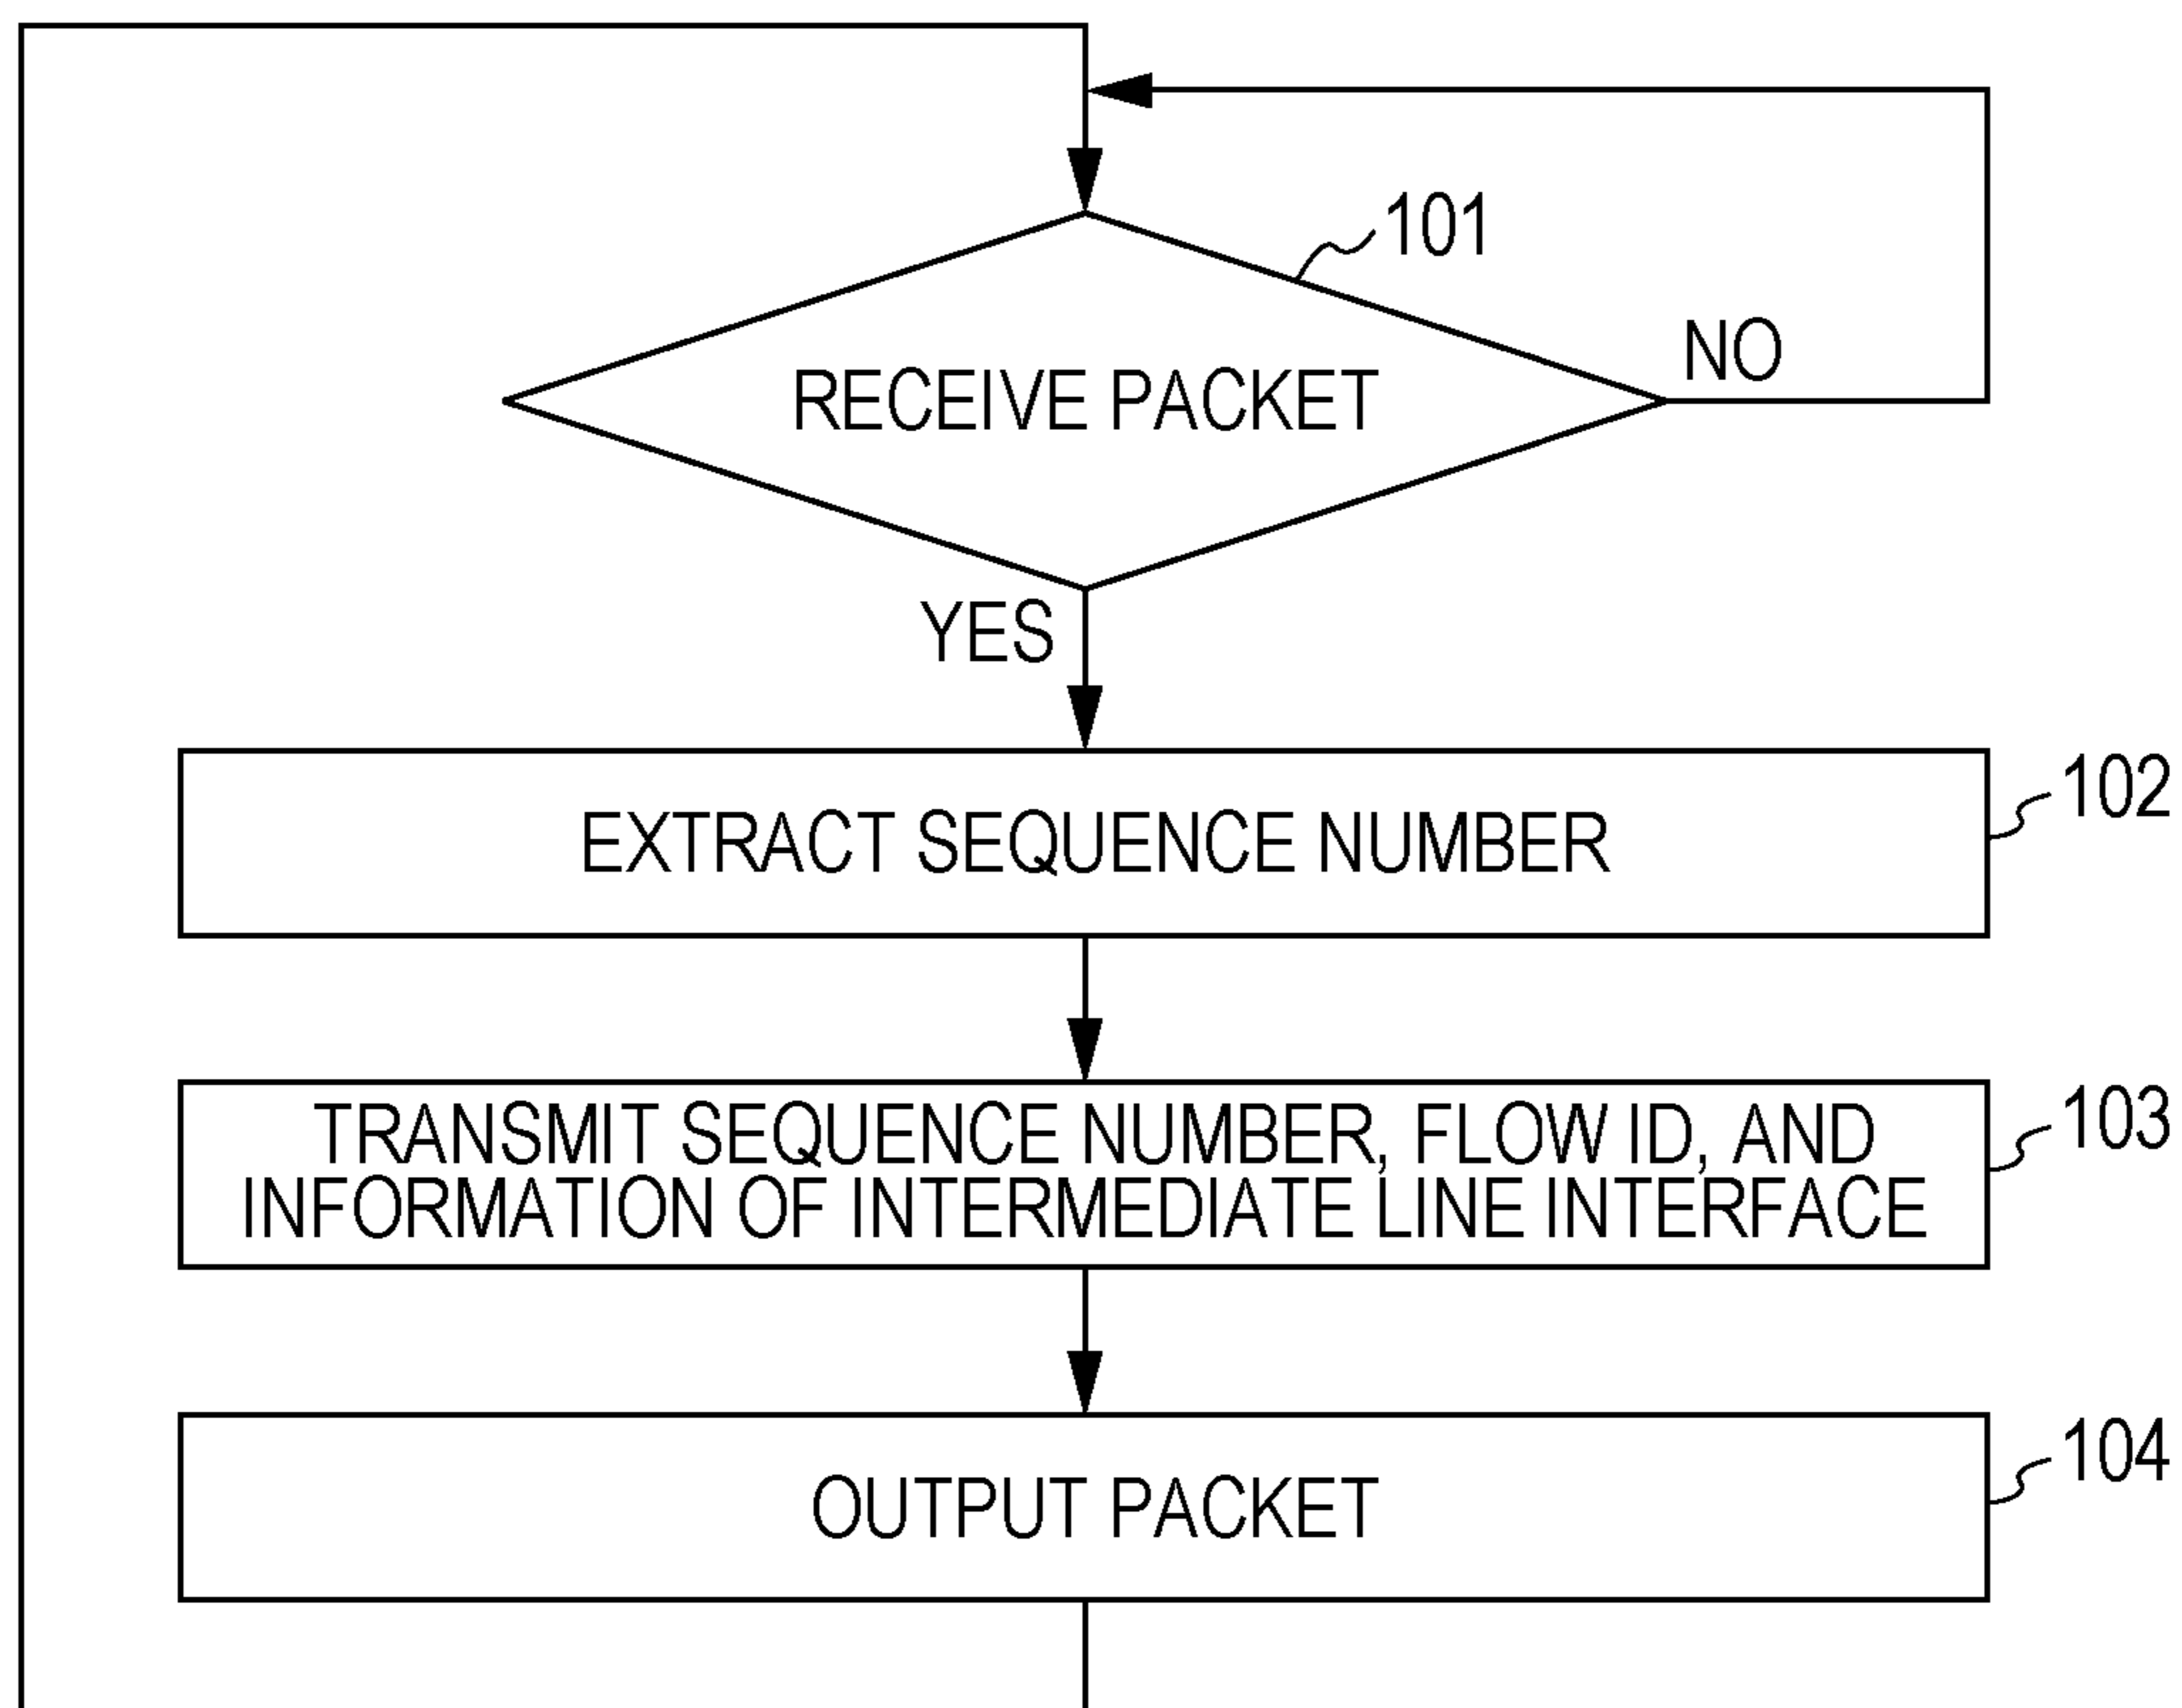 101
RECEIVE PACKET
NO
YES
102
EXTRACT SEQUENCE NUMBER
103
TRANSMIT SEQUENCE NUMBER, FLOW ID, AND
INFORMATION OF INTERMEDIATE LINE INTERFACE
104
OUTPUT PACKET